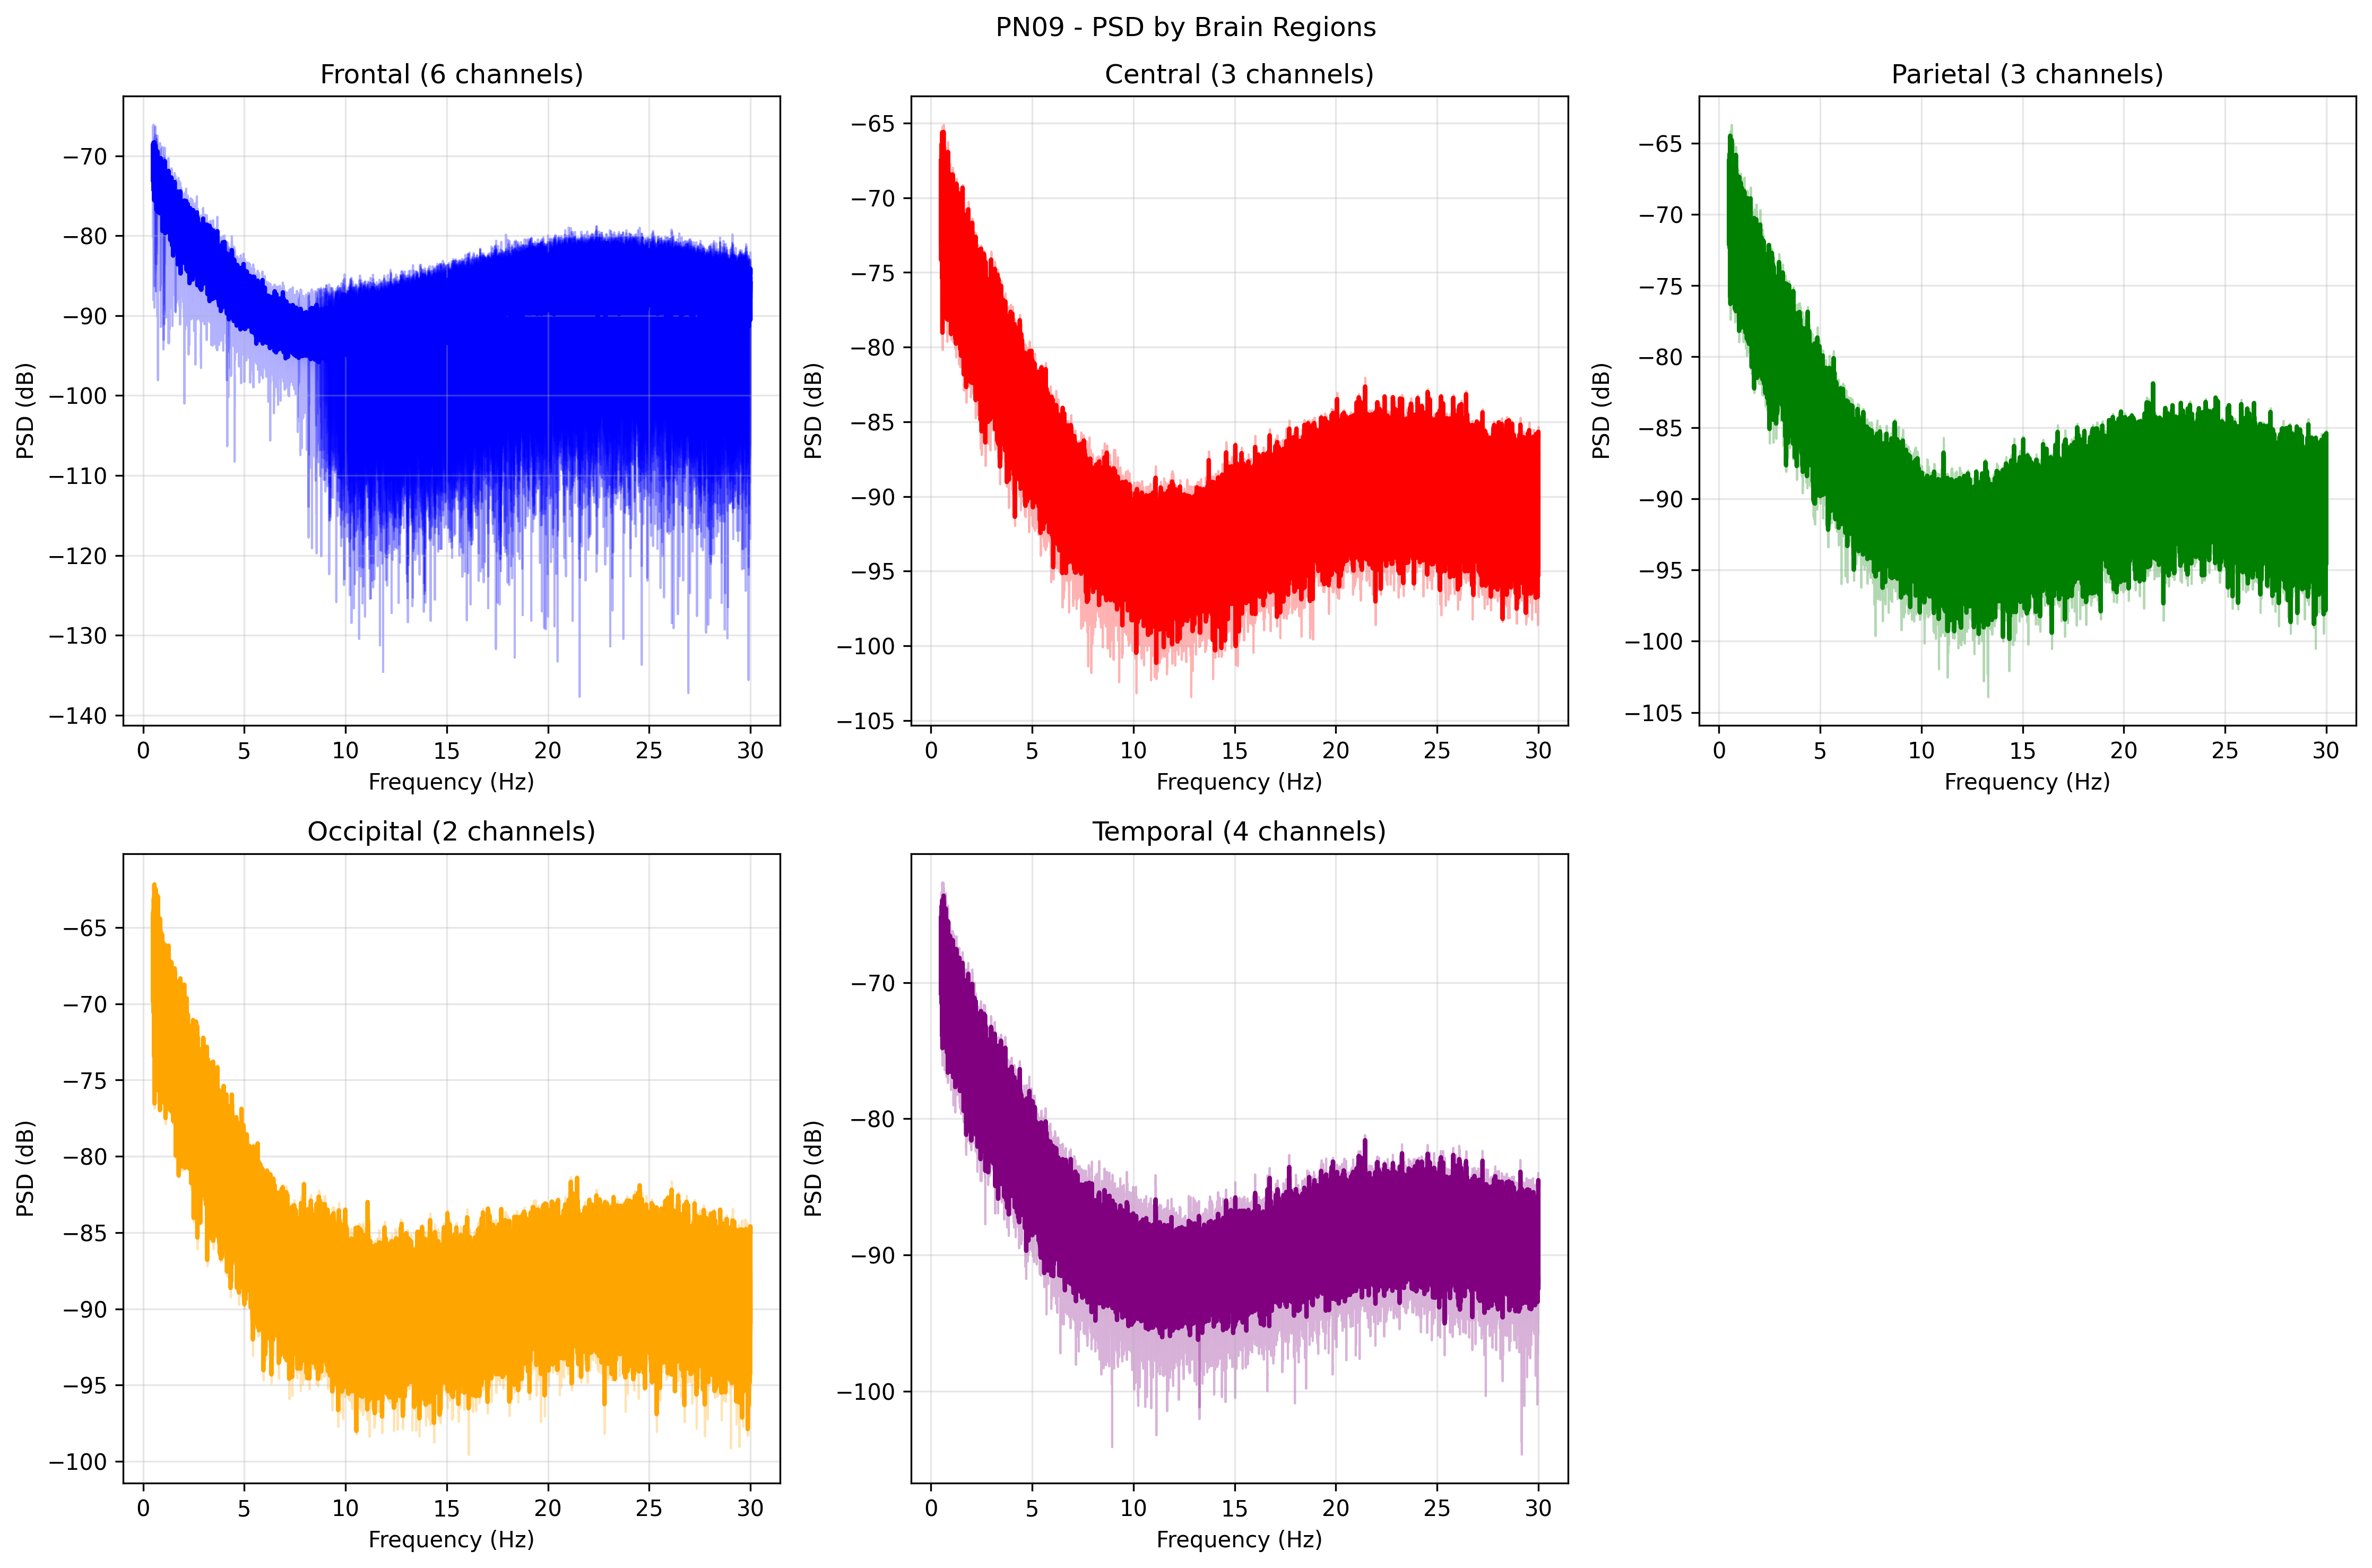 PN09 - PSD by Brain Regions
Frontal (6 channels)
−70
−80
−90
−100
−110
−120
−130
−140
PSD (dB)
0 5 10 15 20 25 30
Frequency (Hz)
Central (3 channels)
−65
−70
−75
−80
−85
−90
−95
−100
−105
PSD (dB)
0 5 10 15 20 25 30
Frequency (Hz)
Parietal (3 channels)
−65
−70
−75
−80
−85
−90
−95
−100
−105
PSD (dB)
0 5 10 15 20 25 30
Frequency (Hz)
Occipital (2 channels)
−65
−70
−75
−80
−85
−90
−95
−100
PSD (dB)
0 5 10 15 20 25 30
Frequency (Hz)
Temporal (4 channels)
−70
−80
−90
−100
PSD (dB)
0 5 10 15 20 25 30
Frequency (Hz)